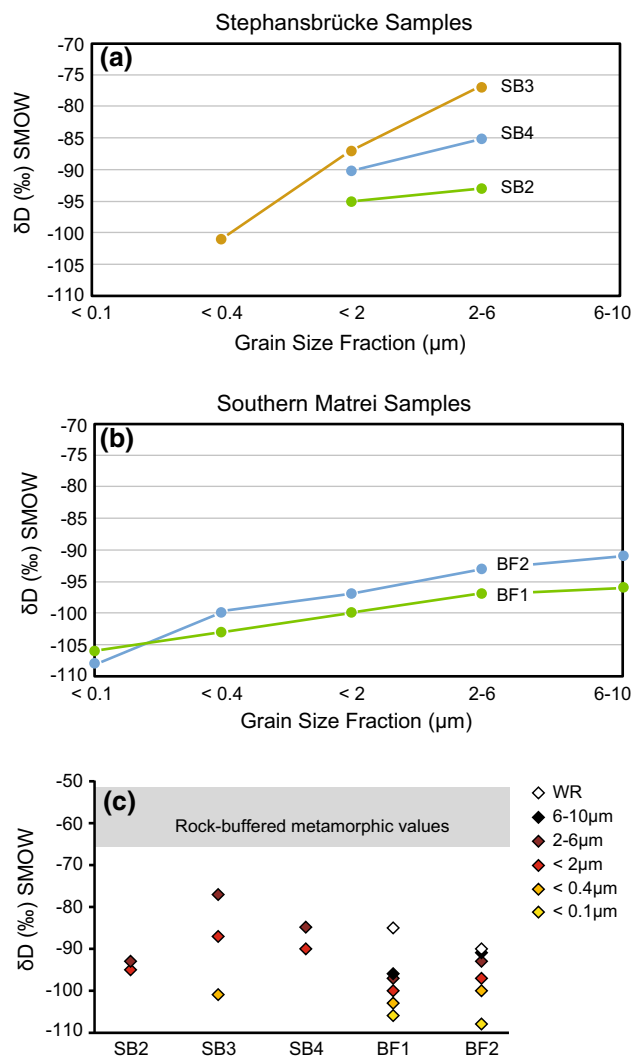 Stephansbrücke Samples
(a)
δD (‰) SMOW
-70
-75
-80
-85
-90
-95
-100
-105
-110
SB3
SB4
SB2
< 0.1
< 0.4
< 2
2-6
6-10
Grain Size Fraction (µm)
Southern Matrei Samples
(b)
δD (‰) SMOW
-70
-75
-80
-85
-90
-95
-100
-105
-110
BF2
BF1
< 0.1
< 0.4
< 2
2-6
6-10
Grain Size Fraction (µm)
(c)
δD (‰) SMOW
-50
-60
-70
-80
-90
-100
-110
Rock-buffered metamorphic values
WR
6-10µm
2-6µm
< 2µm
< 0.4µm
< 0.1µm
SB2
SB3
SB4
BF1
BF2